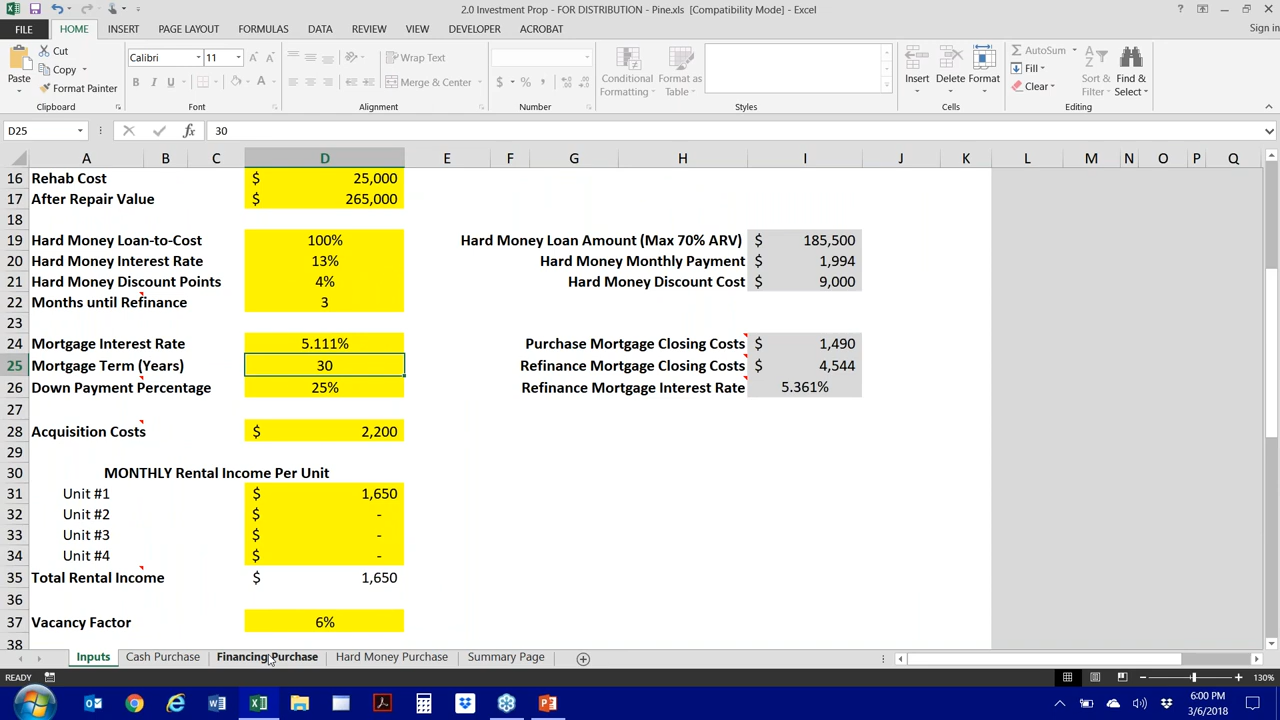 2.0 Investment Prop - FOR DISTRIBUTION - Pine.xls [Compatibility Mode] - Excel
FILE HOME INSERT PAGE LAYOUT FORMULAS DATA REVIEW VIEW DEVELOPER ACROBAT Sign in
Paste Cut Copy Format Painter Calibri 11 Wrap Text Merge & Center Conditional Formatting Format as Table Insert Delete Format AutoSum Fill Clear Sort & Filter Find & Select
Clipboard Font Alignment Number Styles Cells Editing
D25 fx 30
A B C D E F G H I J K L M N O P Q
16 Rehab Cost $ 25,000
17 After Repair Value $ 265,000
18
19 Hard Money Loan-to-Cost 100% Hard Money Loan Amount (Max 70% ARV) $ 185,500
20 Hard Money Interest Rate 13% Hard Money Monthly Payment $ 1,994
21 Hard Money Discount Points 4% Hard Money Discount Cost $ 9,000
22 Months until Refinance 3
23
24 Mortgage Interest Rate 5.111% Purchase Mortgage Closing Costs $ 1,490
25 Mortgage Term (Years) 30 Refinance Mortgage Closing Costs $ 4,544
26 Down Payment Percentage 25% Refinance Mortgage Interest Rate 5.361%
27
28 Acquisition Costs $ 2,200
29
30 MONTHLY Rental Income Per Unit
31 Unit #1 $ 1,650
32 Unit #2 $ -
33 Unit #3 $ -
34 Unit #4 $ -
35 Total Rental Income $ 1,650
36
37 Vacancy Factor 6%
38
Inputs Cash Purchase Financing Purchase Hard Money Purchase Summary Page
READY 130%
6:00 PM
3/6/2018